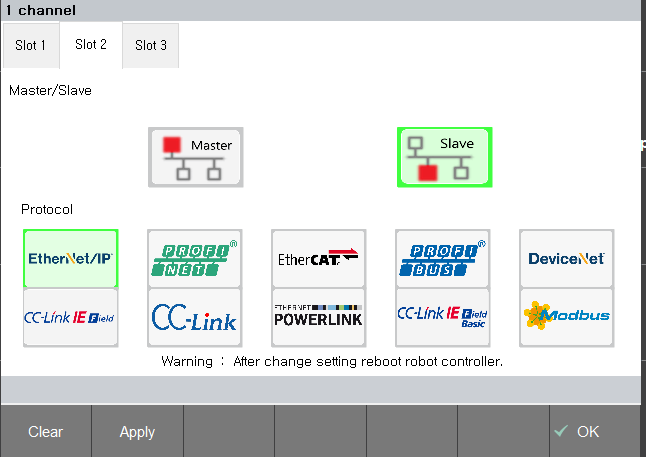 1 channel
Slot 1 Slot 2 Slot 3
Master/Slave
Master Slave
Protocol
EtherNet/IP PROFI NET® EtherCAT PROFI BUS® DeviceNet
CC-Link IE Field CC-Link ETHERNET POWERLINK CC-Link IE Field Basic Modbus
Warning : After change setting reboot robot controller.
Clear Apply ✓ OK